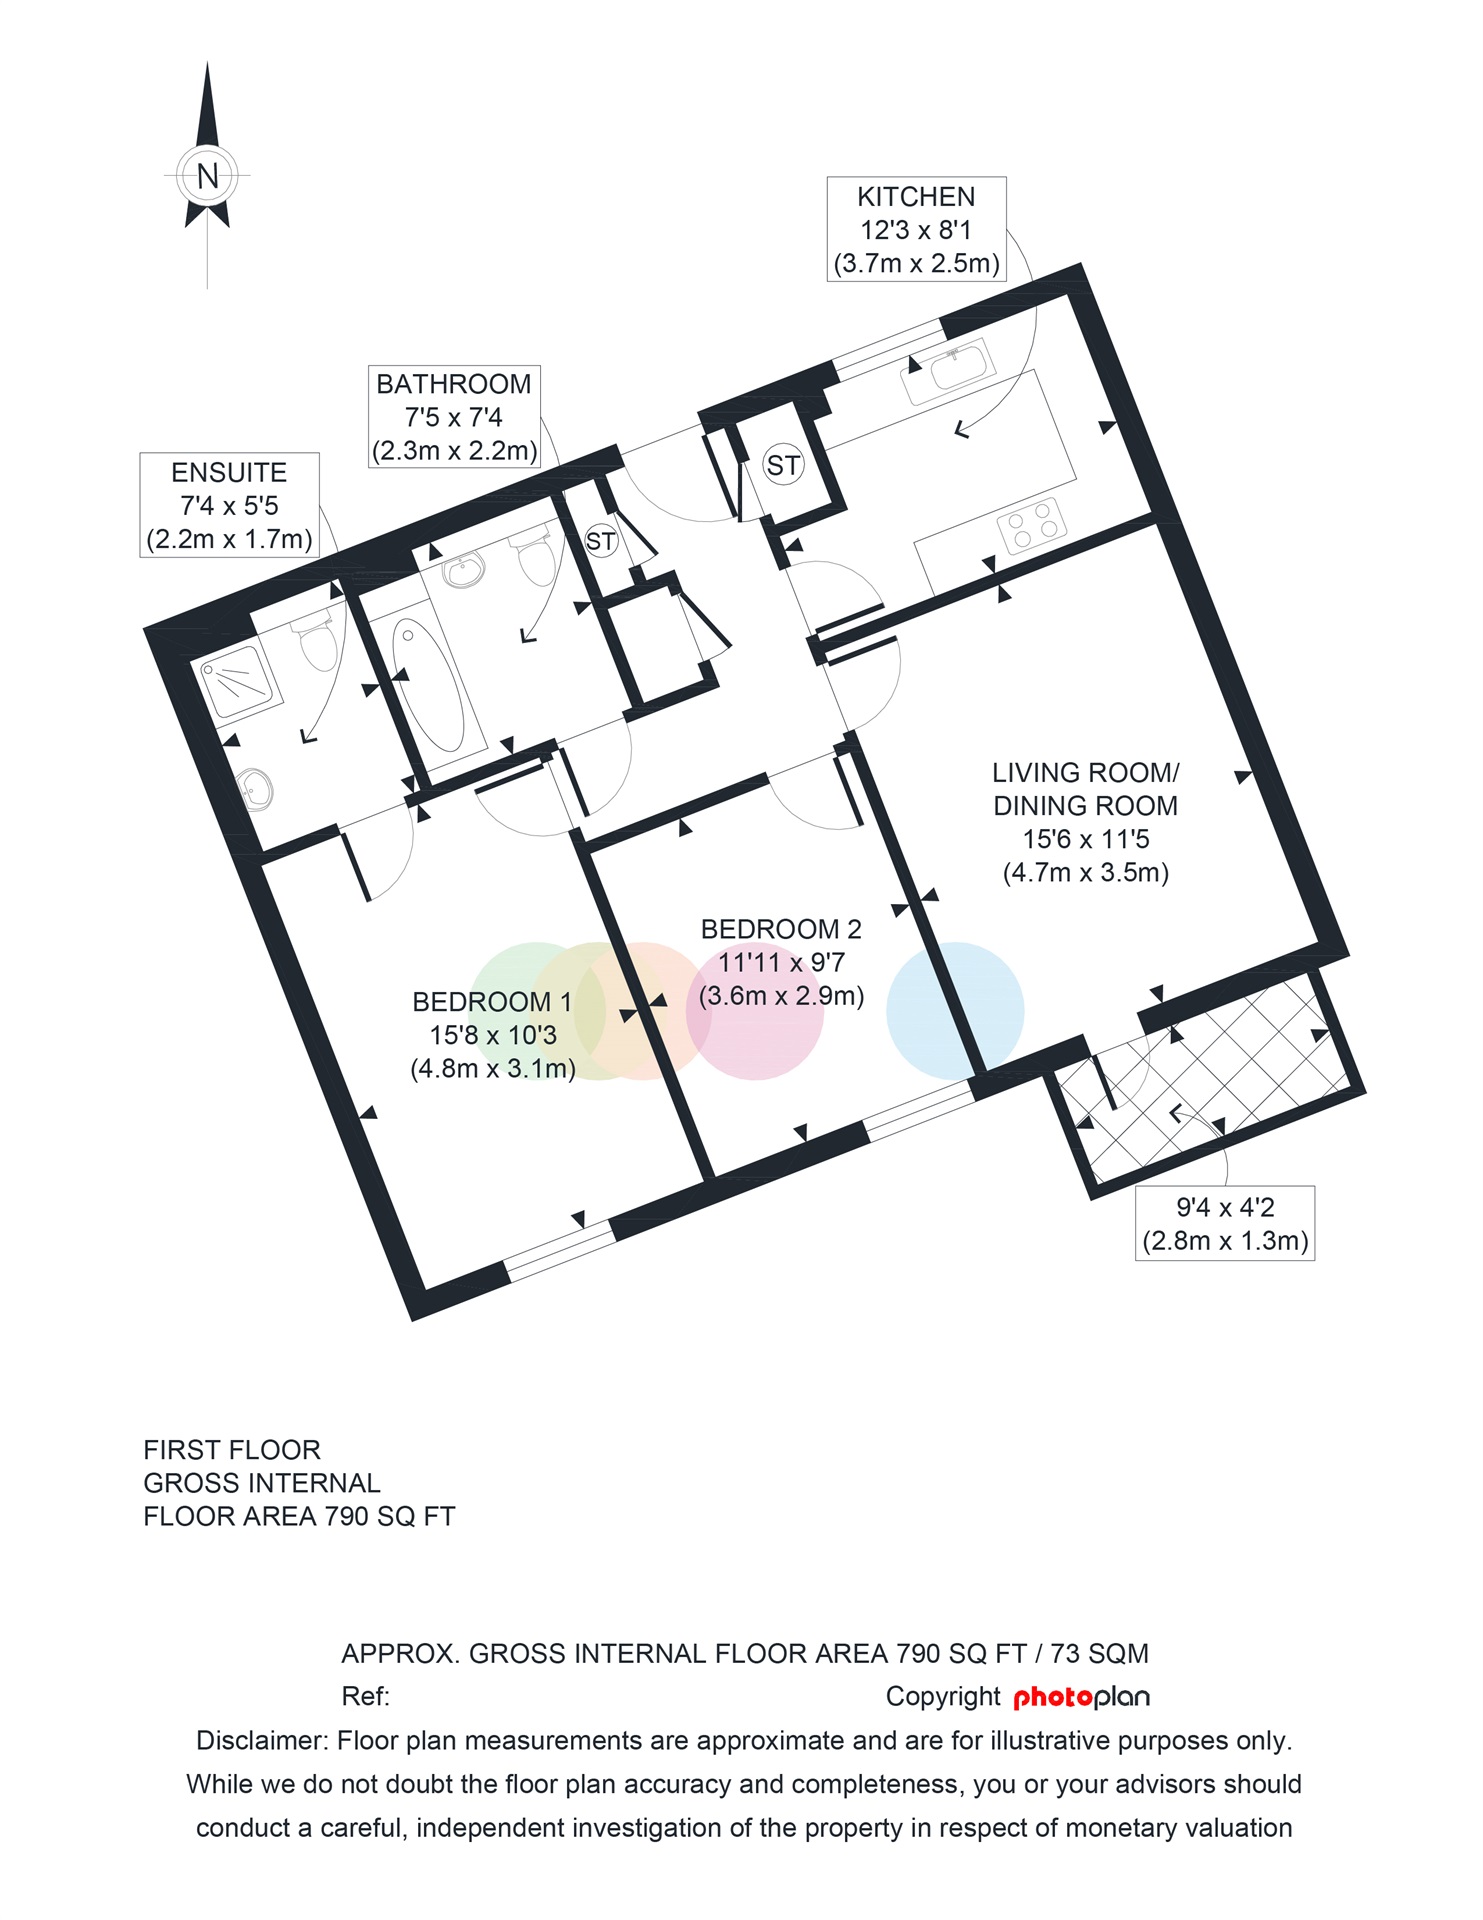 N
KITCHEN
12'3 x 8'1
(3.7m x 2.5m)
BATHROOM
7'5 x 7'4
(2.3m x 2.2m)
ENSUITE
7'4 x 5'5
(2.2m x 1.7m)
ST
ST
LIVING ROOM/
DINING ROOM
15'6 x 11'5
(4.7m x 3.5m)
BEDROOM 2
11'11 x 9'7
(3.6m x 2.9m)
BEDROOM 1
15'8 x 10'3
(4.8m x 3.1m)
9'4 x 4'2
(2.8m x 1.3m)
FIRST FLOOR
GROSS INTERNAL
FLOOR AREA 790 SQ FT
APPROX. GROSS INTERNAL FLOOR AREA 790 SQ FT / 73 SQM
Ref: Copyright photoplan
Disclaimer: Floor plan measurements are approximate and are for illustrative purposes only.
While we do not doubt the floor plan accuracy and completeness, you or your advisors should
conduct a careful, independent investigation of the property in respect of monetary valuation